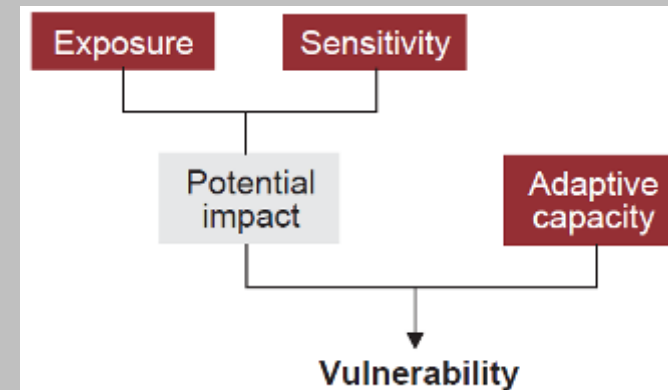 Exposure
Sensitivity
Potential
impact
Adaptive
capacity
Vulnerability